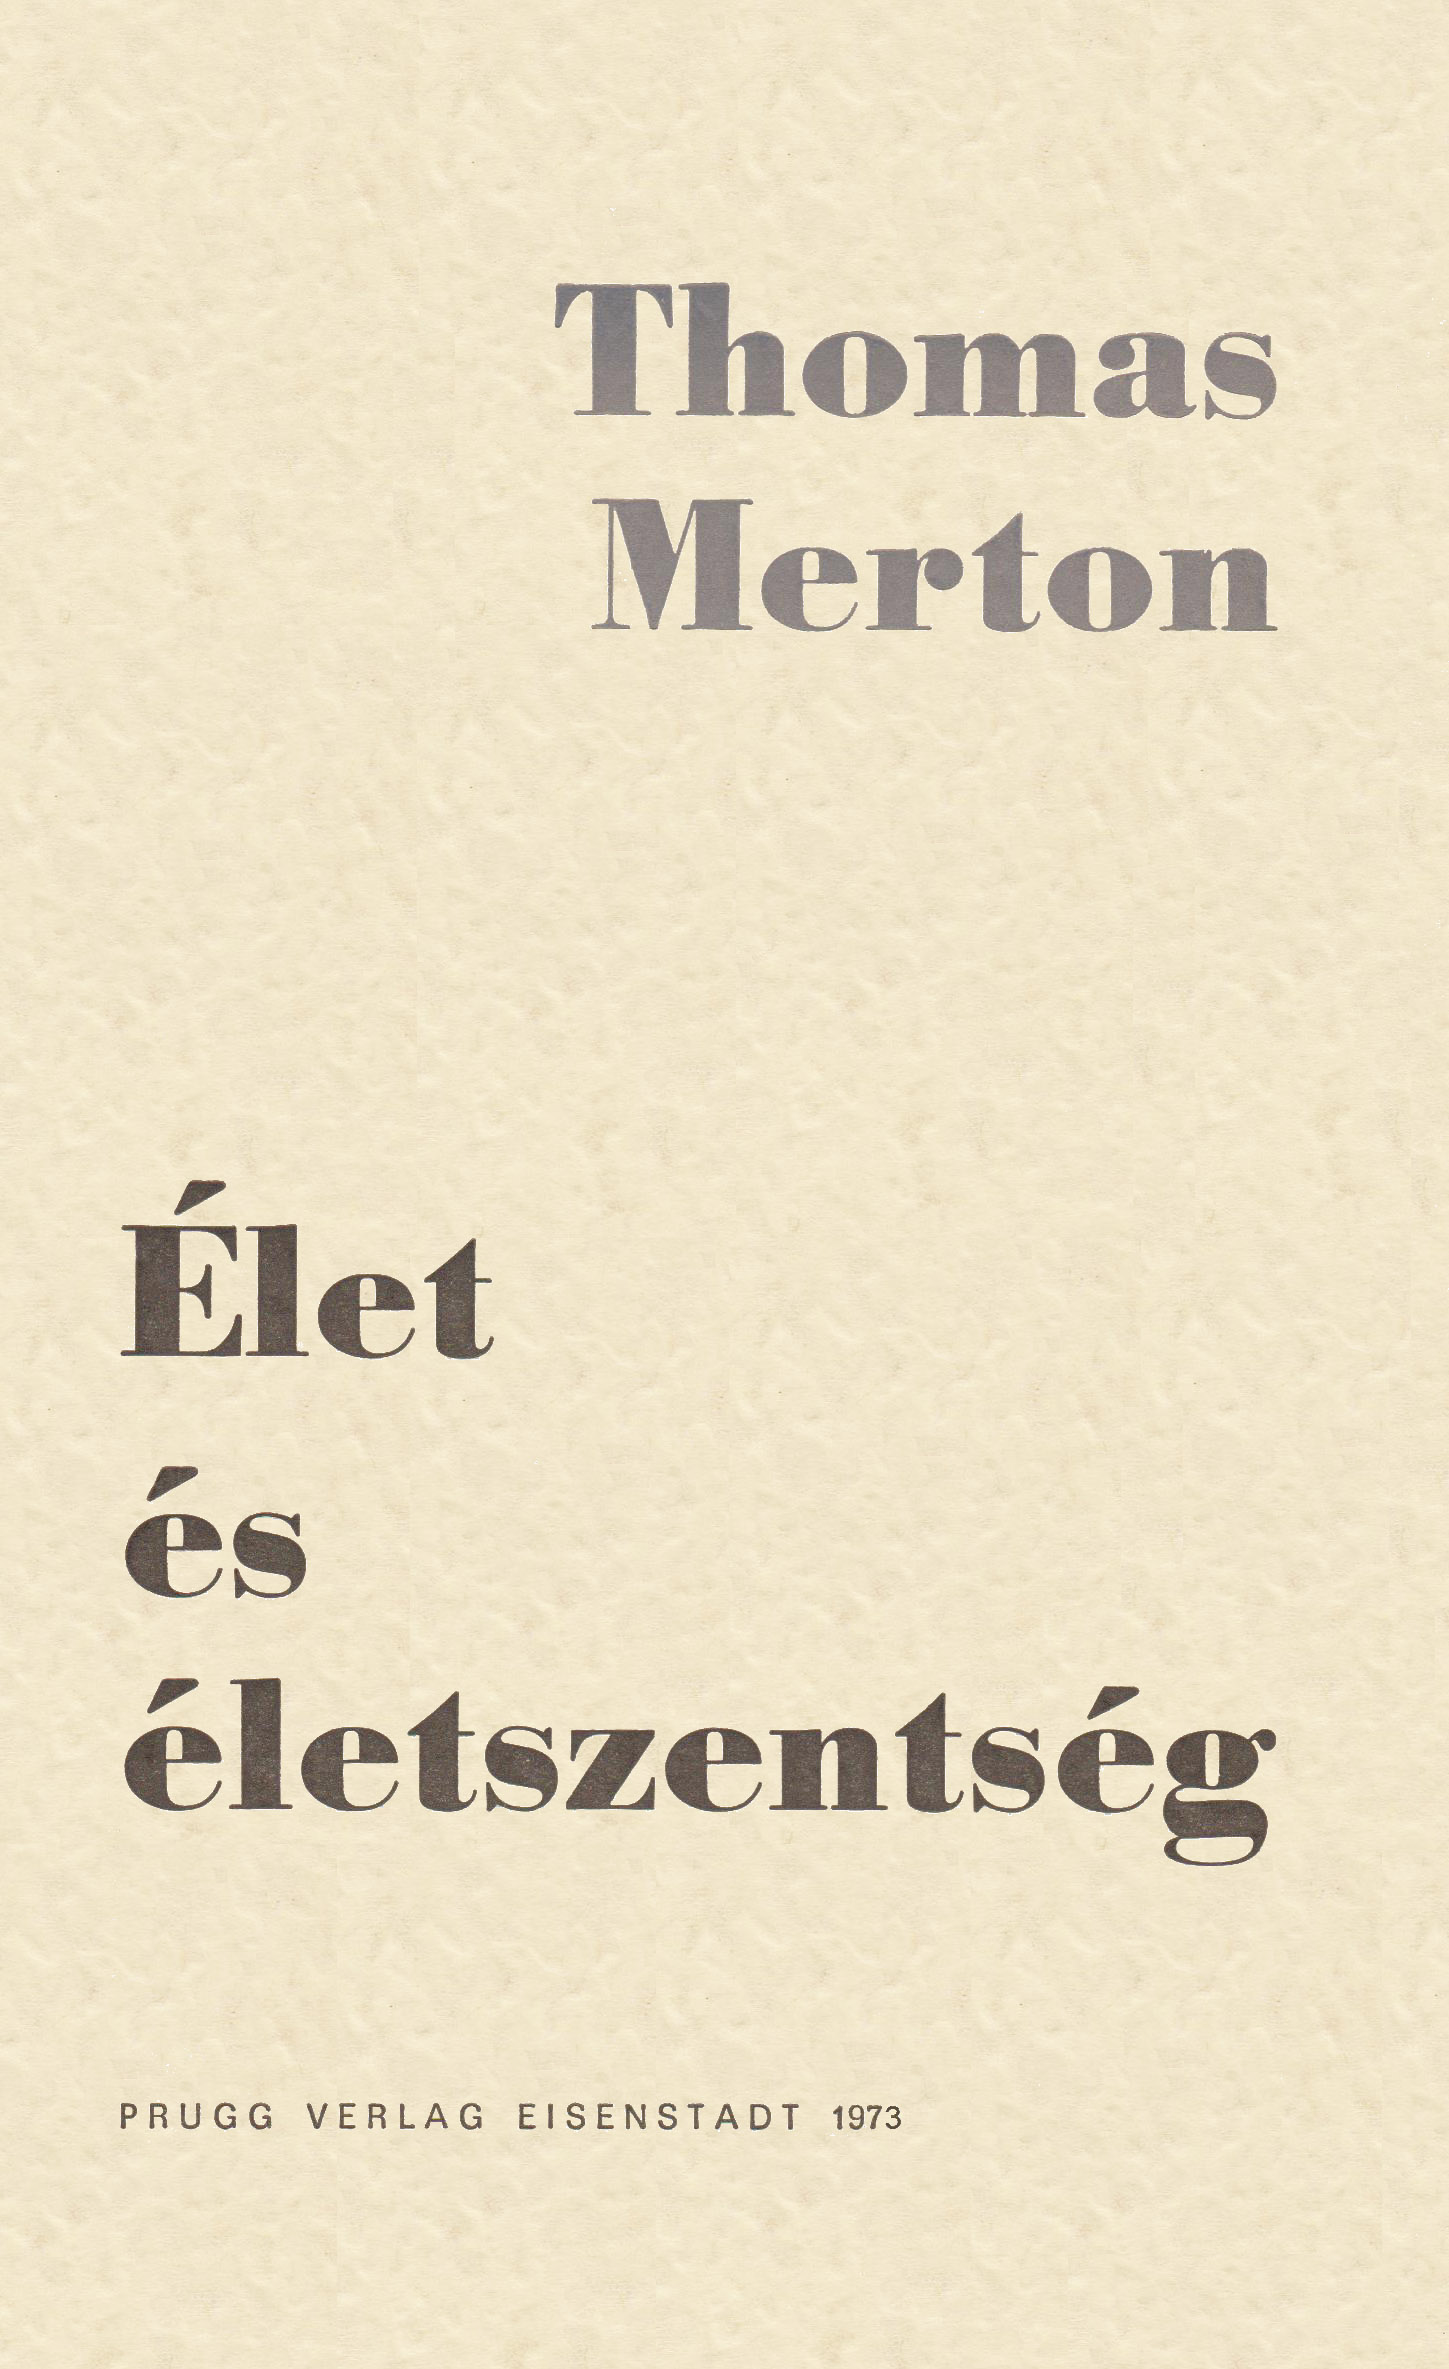 Thomas
Merton
Élet
és
életszentség
PRUGG VERLAG EISENSTADT 1973